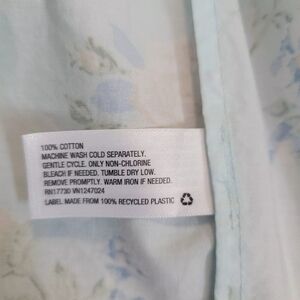 100% COTTON
MACHINE WASH COLD SEPARATELY.
GENTLE CYCLE. ONLY NON-CHLORINE
BLEACH IF NEEDED. TUMBLE DRY LOW.
REMOVE PROMPTLY. WARM IRON IF NEEDED.
RN17730 VN1247024
LABEL MADE FROM 100% RECYCLED PLASTIC